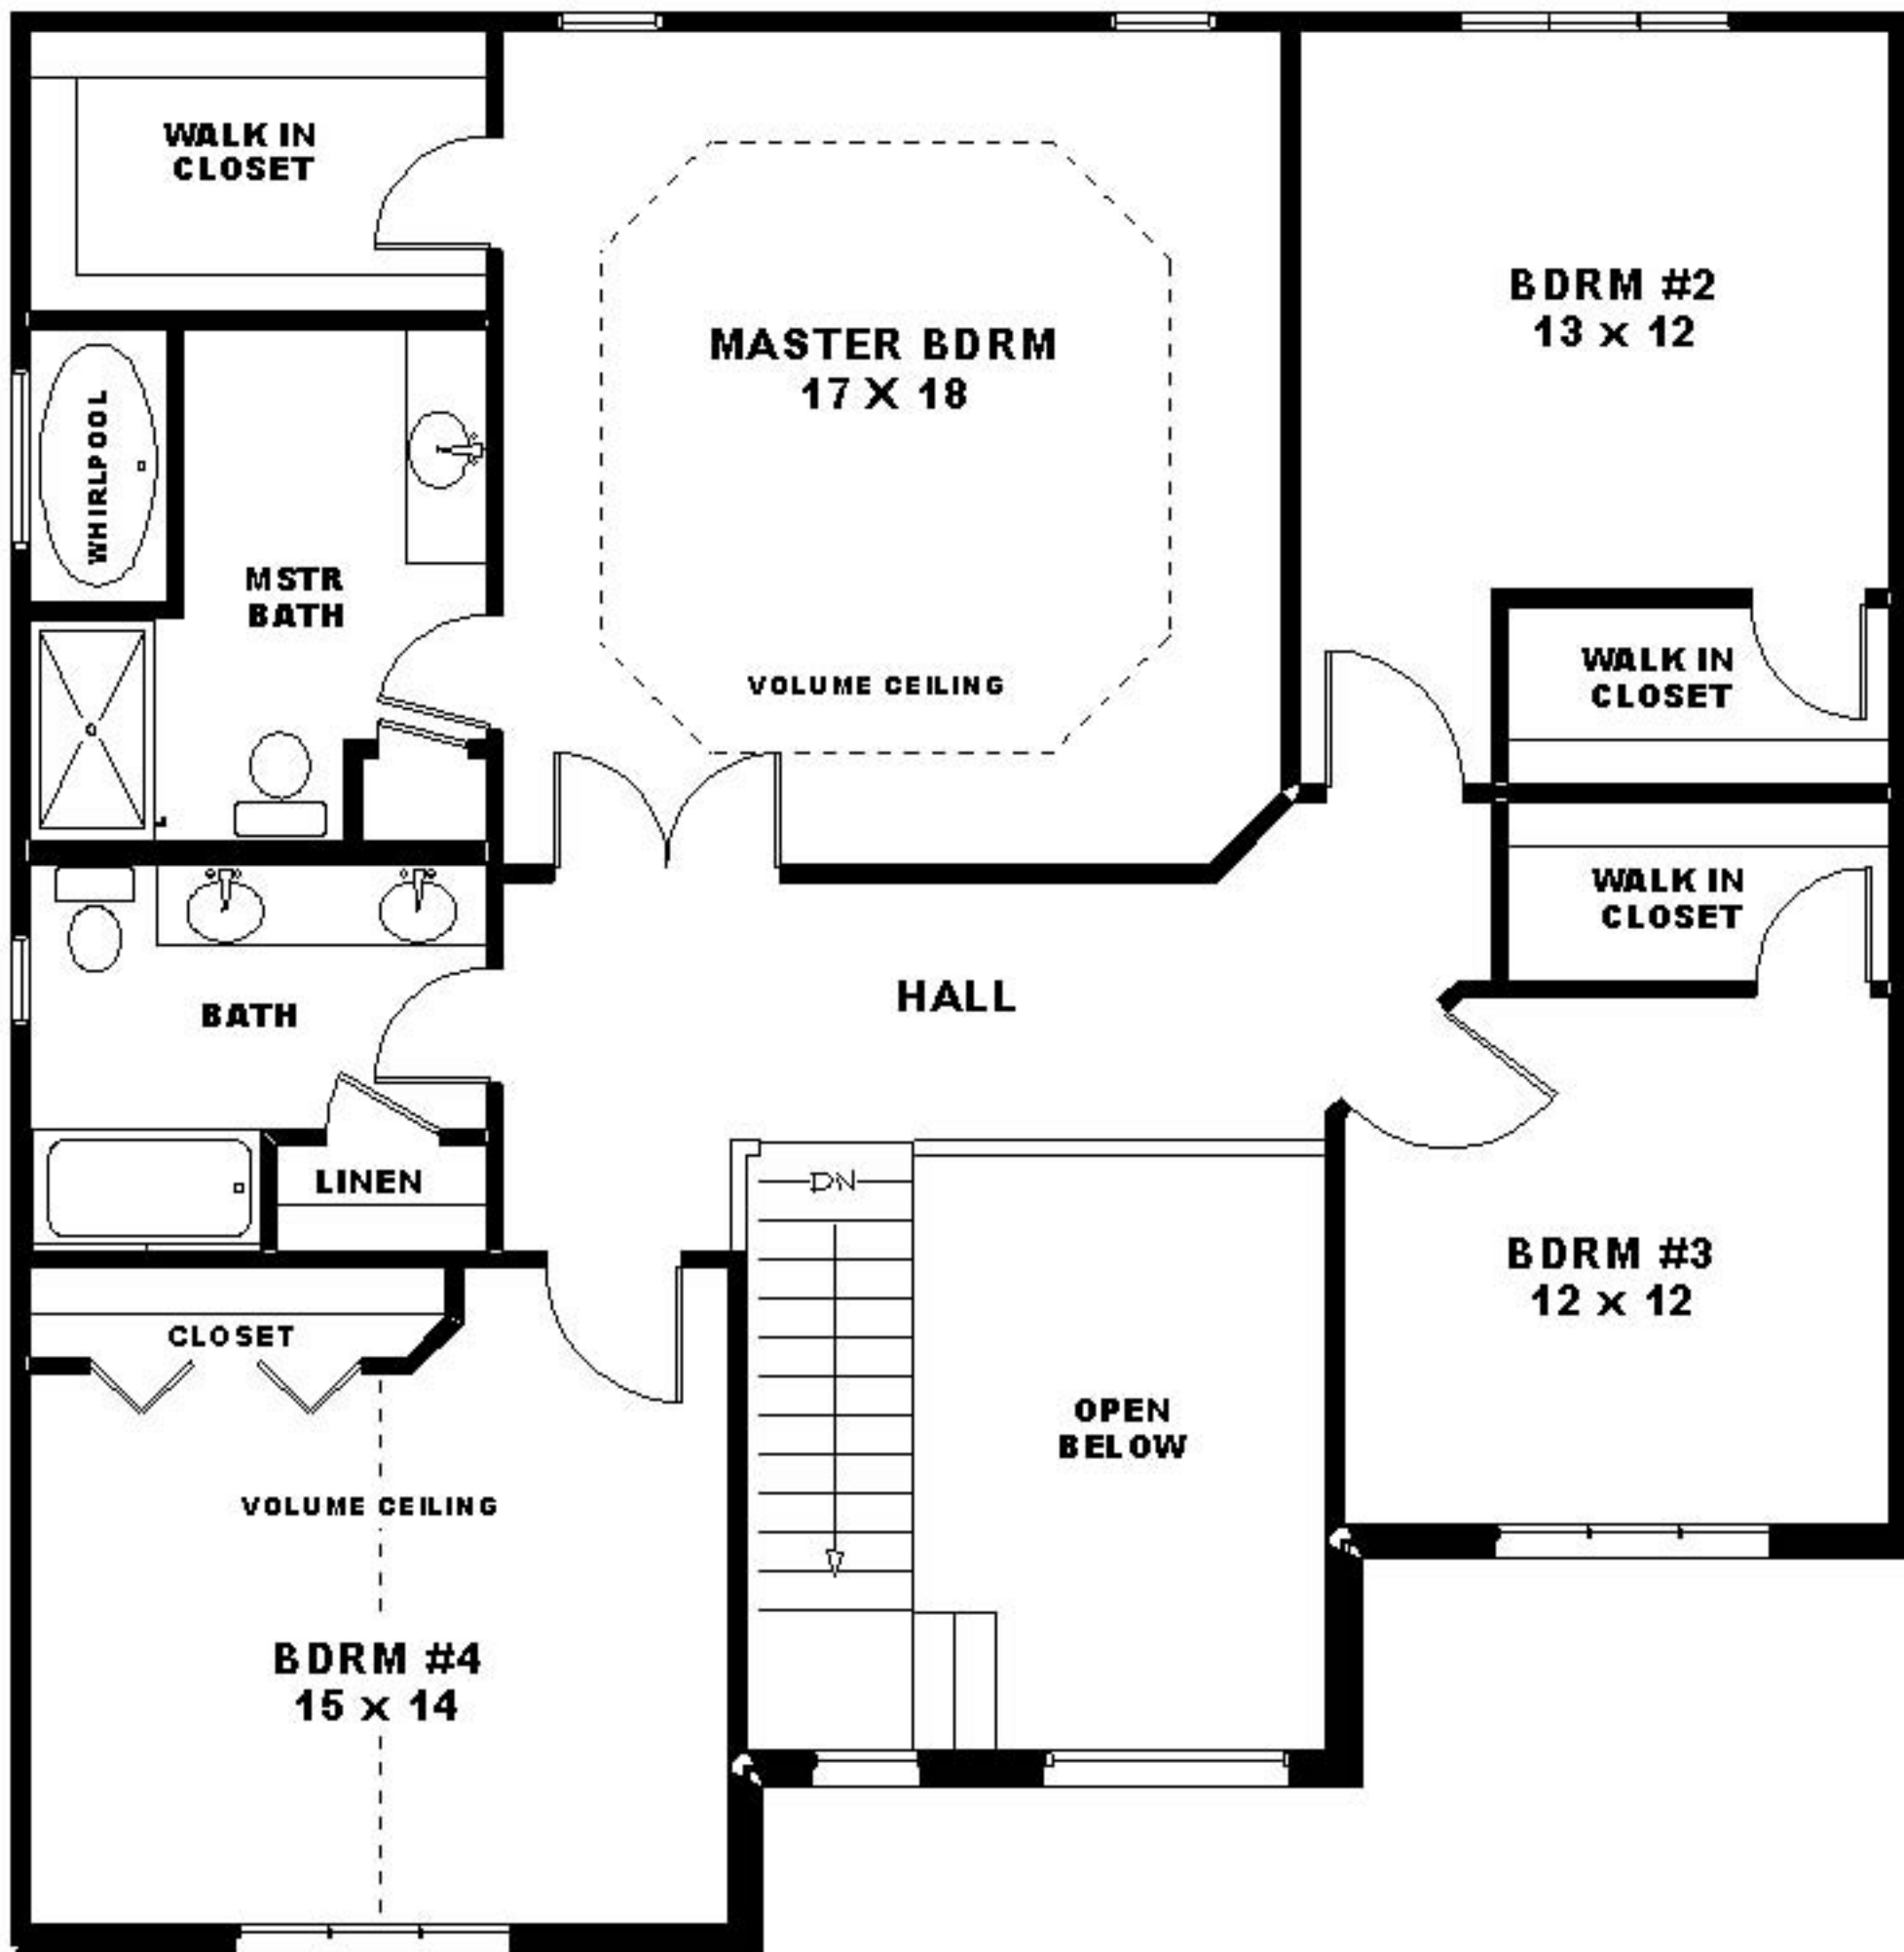 WALK IN
CLOSET
MASTER BDRM
17 X 18
BDRM #2
13 x 12
WHIRLPOOL
MSTR
BATH
VOLUME CEILING
WALK IN
CLOSET
WALK IN
CLOSET
HALL
BATH
LINEN
DN
BDRM #3
12 x 12
CLOSET
OPEN
BELOW
VOLUME CEILING
BDRM #4
15 x 14